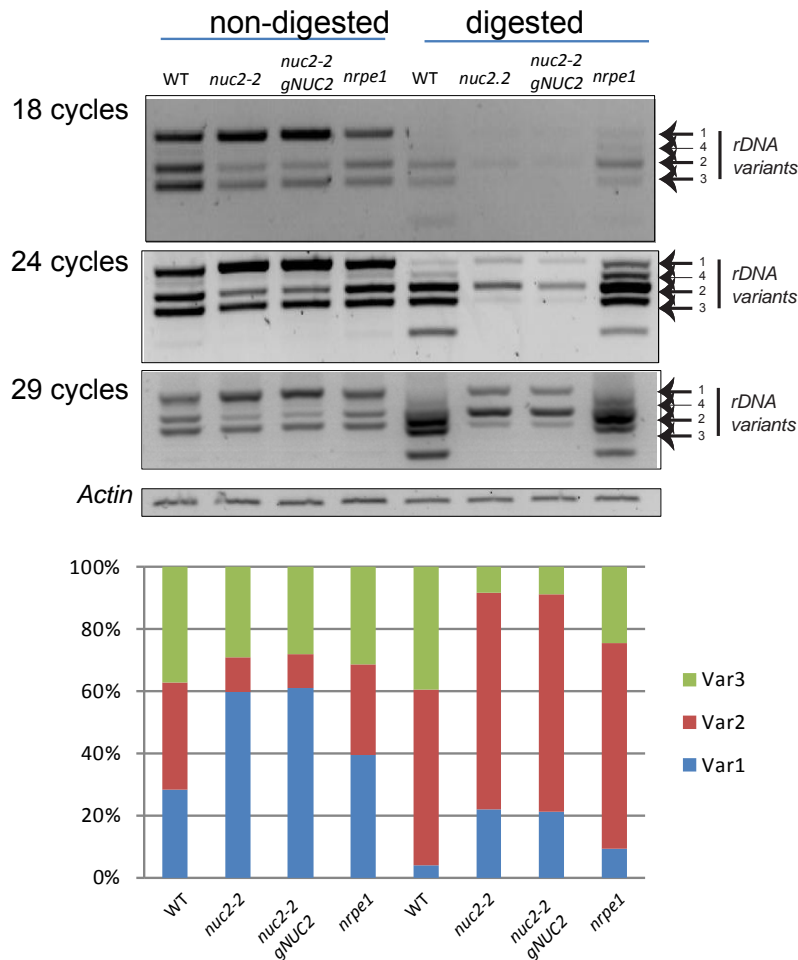 non-digested digested
WT nuc2-2 nuc2-2 gNUC2 nrpe1 WT nuc2.2 nuc2-2 gNUC2 nrpe1
18 cycles
1
4
2
3
rDNA
variants
24 cycles
1
4
2
3
rDNA
variants
29 cycles
1
4
2
3
rDNA
variants
Actin
100%
80%
60%
40%
20%
0%
Var3
Var2
Var1
WT
nuc2-2
nuc2-2
gNUC2
nrpe1
WT
nuc2-2
nuc2-2
gNUC2
nrpe1